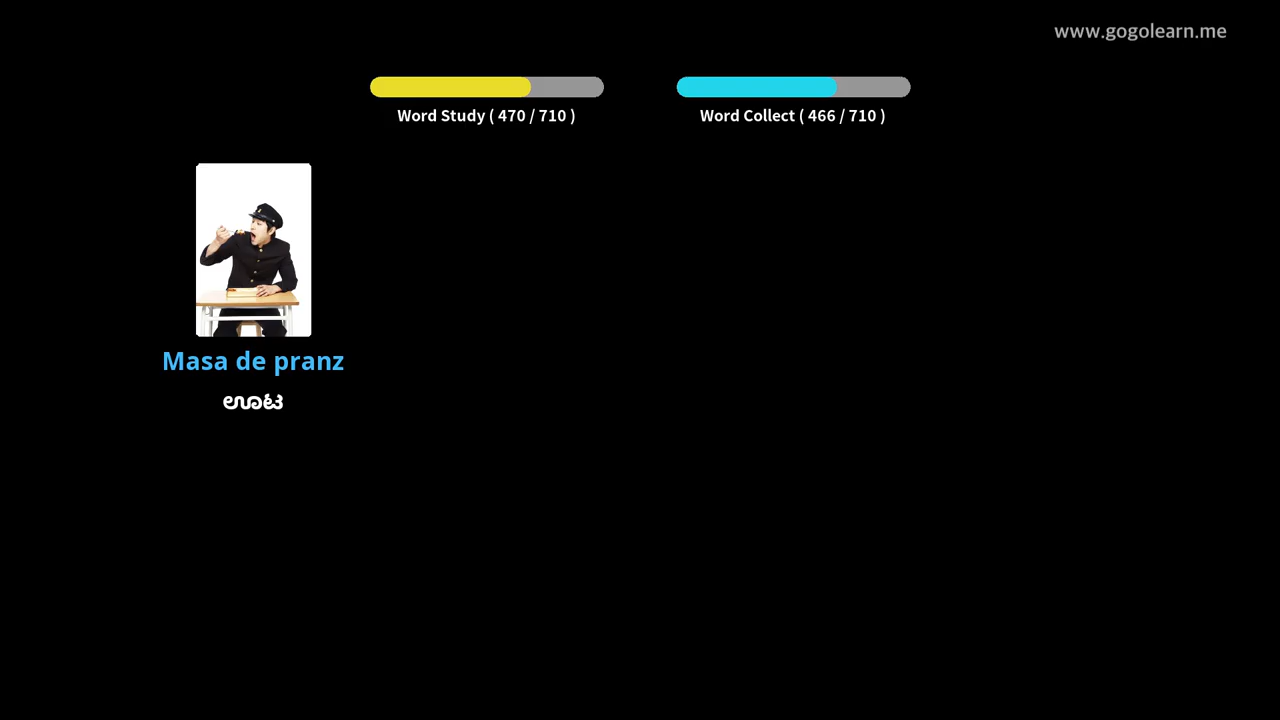 www.gogolearn.me
Word Study ( 470 / 710 )
Word Collect ( 466 / 710 )
Masa de pranz
ಊಟ